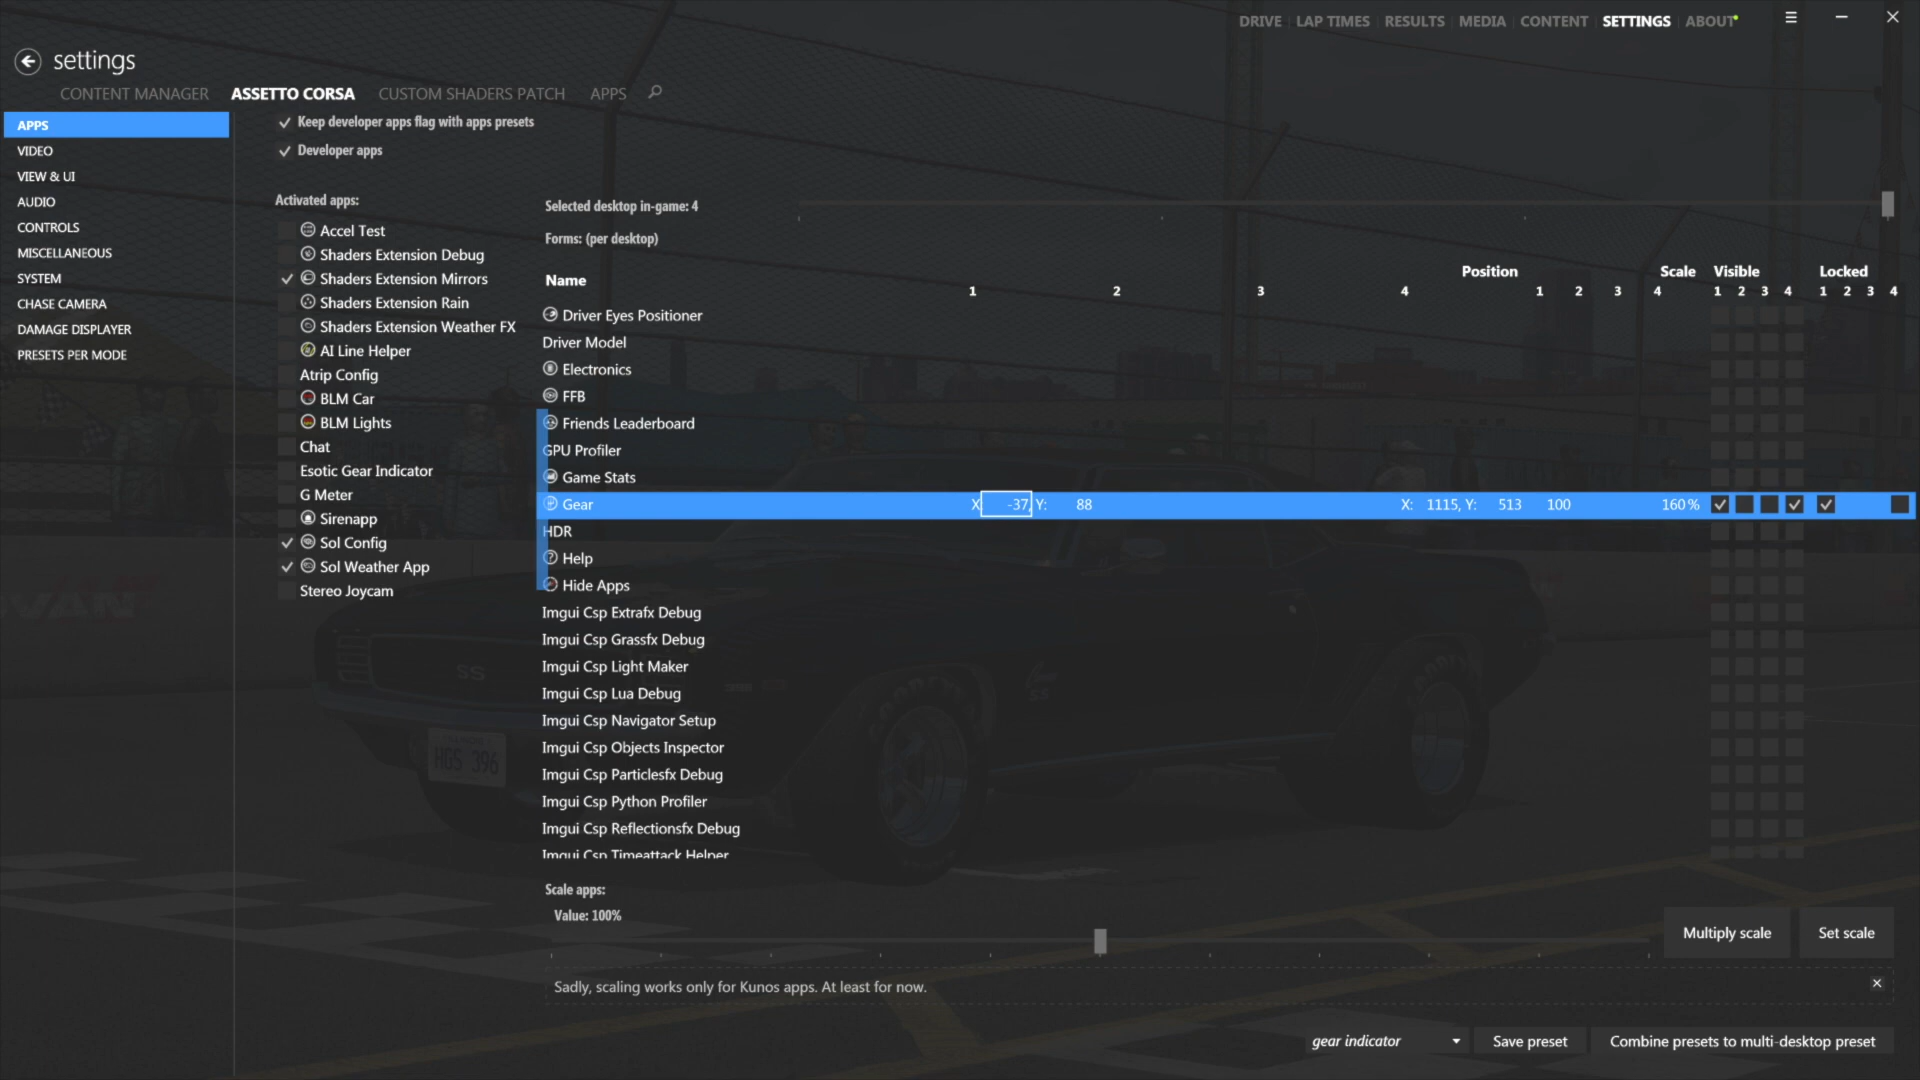 DRIVE LAP TIMES RESULTS MEDIA CONTENT SETTINGS ABOUT
settings
CONTENT MANAGER ASSETTO CORSA CUSTOM SHADERS PATCH APPS
APPS
VIDEO
VIEW & UI
AUDIO
CONTROLS
MISCELLANEOUS
SYSTEM
CHASE CAMERA
DAMAGE DISPLAYER
PRESETS PER MODE
Keep developer apps flag with apps presets
Developer apps
Activated apps:
Accel Test
Shaders Extension Debug
Shaders Extension Mirrors
Shaders Extension Rain
Shaders Extension Weather FX
AI Line Helper
Atrip Config
BLM Car
BLM Lights
Chat
Esotic Gear Indicator
G Meter
Sirenapp
Sol Config
Sol Weather App
Stereo Joycam
Selected desktop in-game: 4
Forms: (per desktop)
Name Position Scale Visible Locked
1 2 3 4 1 2 3 4 1 2 3 4 1 2 3 4
Driver Eyes Positioner
Driver Model
Electronics
FFB
Friends Leaderboard
GPU Profiler
Game Stats
Gear X: -37, Y: 88 X: 1115, Y: 513 100 160 %
HDR
Help
Hide Apps
Imgui Csp Extrafx Debug
Imgui Csp Grassfx Debug
Imgui Csp Light Maker
Imgui Csp Lua Debug
Imgui Csp Navigator Setup
Imgui Csp Objects Inspector
Imgui Csp Particlesfx Debug
Imgui Csp Python Profiler
Imgui Csp Reflectionsfx Debug
Imgui Csp Timeattack Helper
SS
HGS 396
Scale apps:
Value: 100%
Multiply scale Set scale
Sadly, scaling works only for Kunos apps. At least for now.
gear indicator Save preset Combine presets to multi-desktop preset